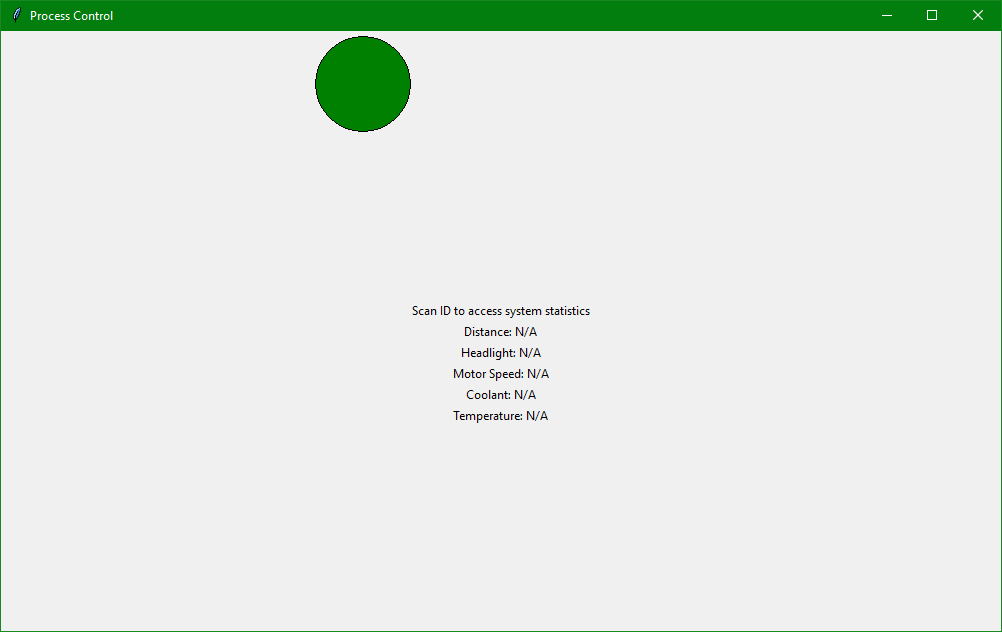 Process Control
Scan ID to access system statistics
Distance: N/A
Headlight: N/A
Motor Speed: N/A
Coolant: N/A
Temperature: N/A